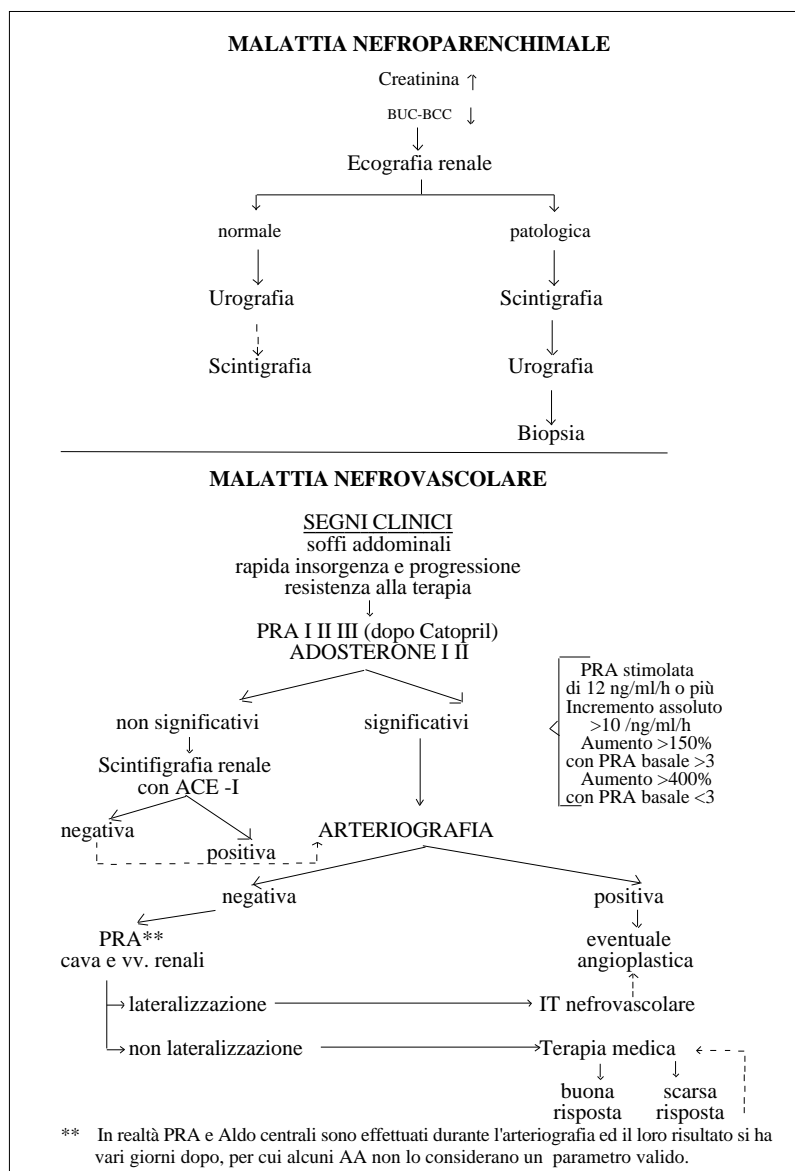 MALATTIA NEFROPARENCHIMALE
Creatinina
BUC-BCC
Ecografia renale
normale
patologica
Urografia
Scintigrafia
Scintigrafia
Urografia
Biopsia
MALATTIA NEFROVASCOLARE
SEGNI CLINICI
soffi addominali
rapida insorgenza e progressione
resistenza alla terapia
PRA I II III (dopo Catopril)
ADOSTERONE I II
PRA stimolata
di 12 ng/ml/h o più
Incremento assoluto
>10 /ng/ml/h
Aumento >150%
con PRA basale >3
Aumento >400%
con PRA basale <3
non significativi
significativi
Scintifigrafia renale
con ACE -I
negativa
positiva
ARTERIOGRAFIA
negativa
positiva
PRA**
cava e vv. renali
eventuale
angioplastica
lateralizzazione
IT nefrovascolare
non lateralizzazione
Terapia medica
buona
risposta
scarsa
risposta
** In realtà PRA e Aldo centrali sono effettuati durante l'arteriografia ed il loro risultato si ha
vari giorni dopo, per cui alcuni AA non lo considerano un parametro valido.